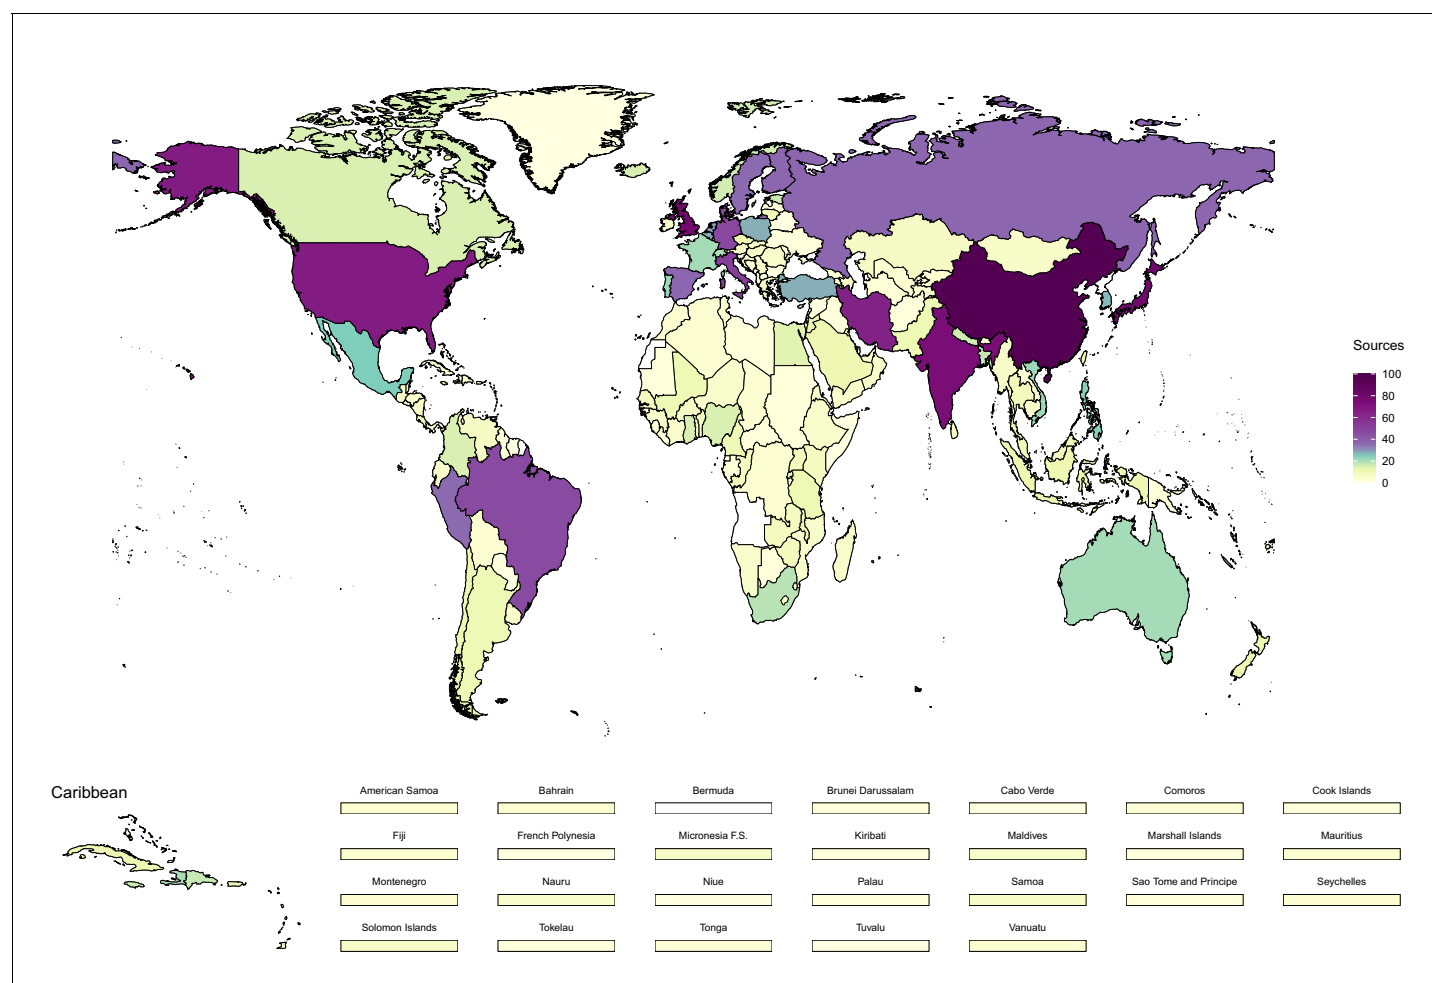 Sources
100
80
60
40
20
0
Caribbean
American Samoa
Bahrain
Bermuda
Brunei Darussalam
Cabo Verde
Comoros
Cook Islands
Fiji
French Polynesia
Micronesia F.S.
Kiribati
Maldives
Marshall Islands
Mauritius
Montenegro
Nauru
Niue
Palau
Samoa
Sao Tome and Principe
Seychelles
Solomon Islands
Tokelau
Tonga
Tuvalu
Vanuatu